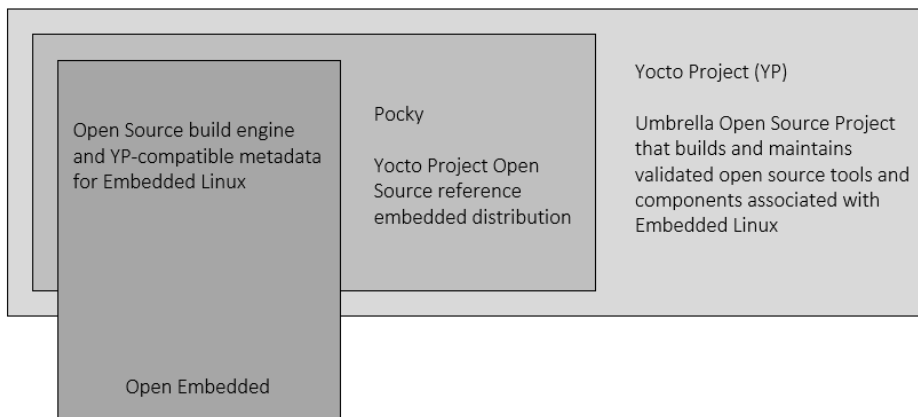 Open Source build engine
and YP-compatible metadata
for Embedded Linux
Open Embedded
Pocky
Yocto Project Open
Source reference
embedded distribution
Yocto Project (YP)
Umbrella Open Source Project
that builds and maintains
validated open source tools and
components associated with
Embedded Linux